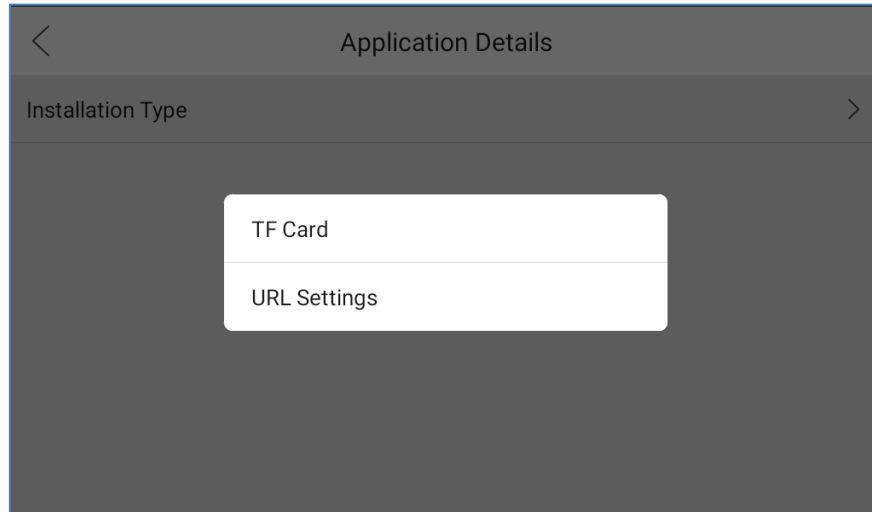 Application Details
Installation Type
TF Card
URL Settings